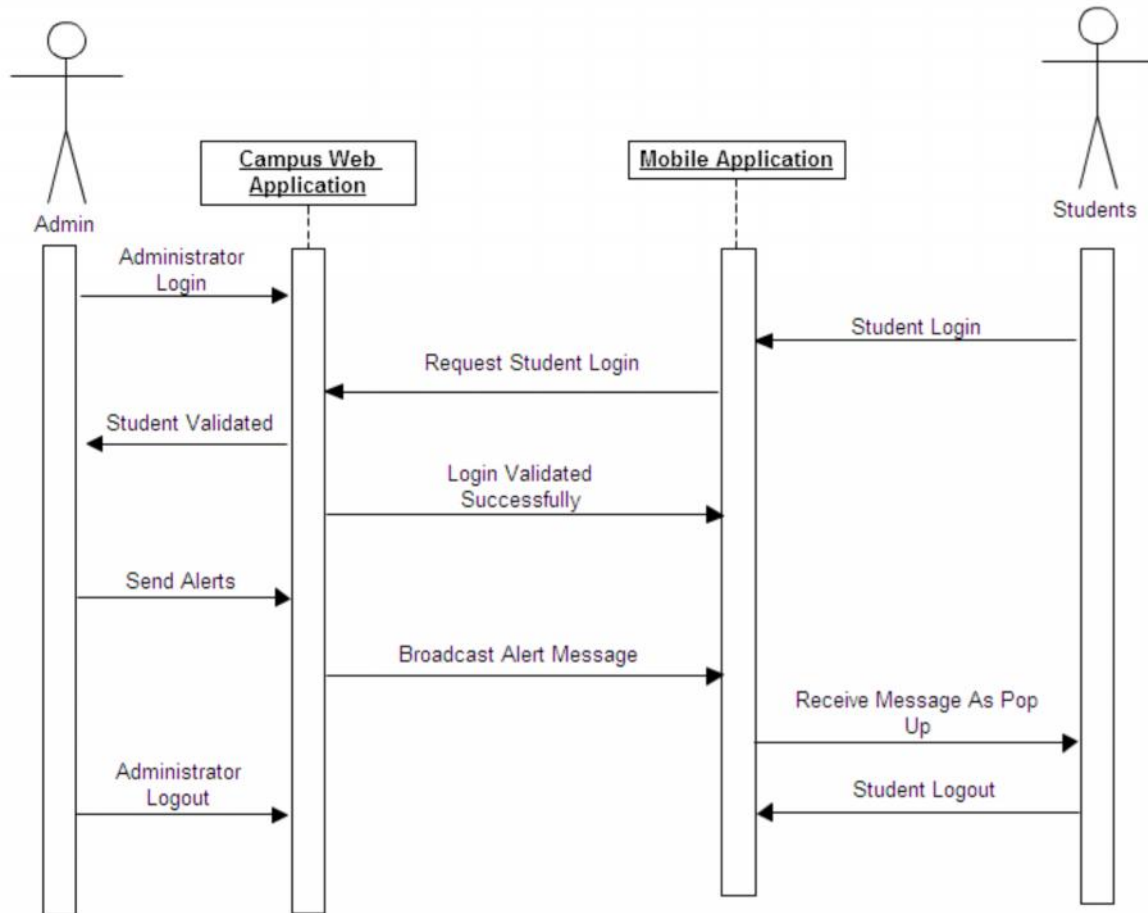 Campus Web
Application
Mobile Application
Admin
Students
Administrator
Login
Student Login
Request Student Login
Student Validated
Login Validated
Successfully
Send Alerts
Broadcast Alert Message
Receive Message As Pop
Up
Administrator
Logout
Student Logout